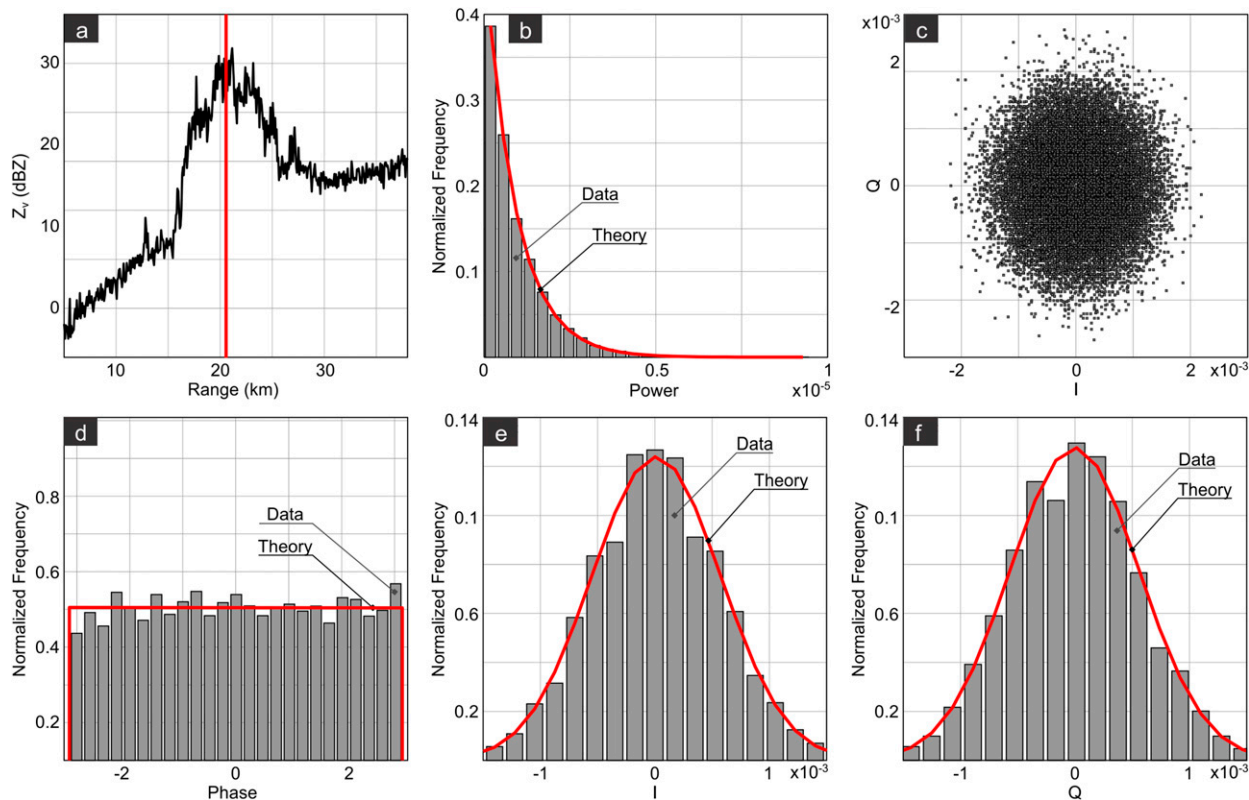 a
30
20
10
0
Z_v (dBZ)
10
20
30
Range (km)
b
0.4
0.4
0.2
0.1
Normalized Frequency
Data
Theory
0
0.5
1
x10^-5
Power
c
x10^-3
2
0
-2
Q
-2
0
2
x10^-3
I
d
0.8
0.6
0.4
0.2
Normalized Frequency
Data
Theory
-2
0
2
Phase
e
0.14
0.1
0.6
0.2
Normalized Frequency
Data
Theory
-1
0
1
x10^-3
I
f
0.14
0.1
0.6
0.2
Normalized Frequency
Data
Theory
-1
0
1
x10^-3
Q